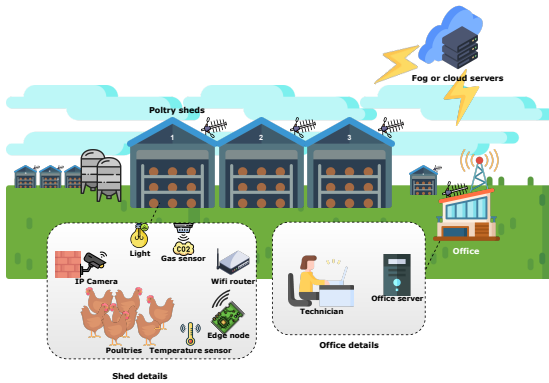 Fog or cloud servers
Poltry sheds
1
2
3
Office
Light
CO2
Gas sensor
IP Camera
Wifi router
Edge node
Poultries
Temperature sensor
Technician
Office server
Office details
Shed details